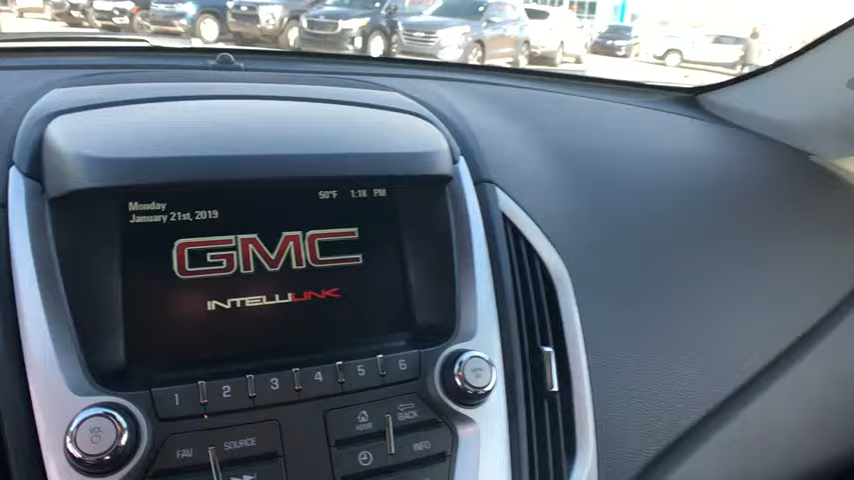 Monday
January 21st, 2019
50°F 1:18 PM
GMC
INTELLILINK
1 2 3 4 5 6
VOL
FAV
SOURCE
HOME
BACK
INFO